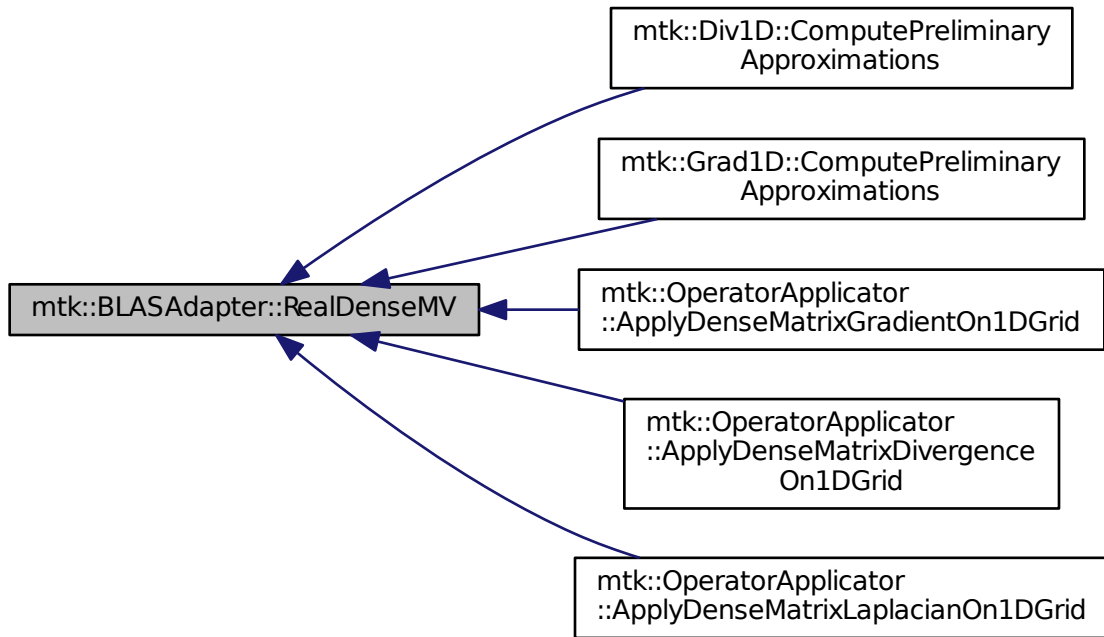 mtk::Div1D::ComputePreliminary
Approximations
mtk::Grad1D::ComputePreliminary
Approximations
mtk::BLASAdapter::RealDenseMV
mtk::OperatorApplicator
::ApplyDenseMatrixGradientOn1DGrid
mtk::OperatorApplicator
::ApplyDenseMatrixDivergence
On1DGrid
mtk::OperatorApplicator
::ApplyDenseMatrixLaplacianOn1DGrid